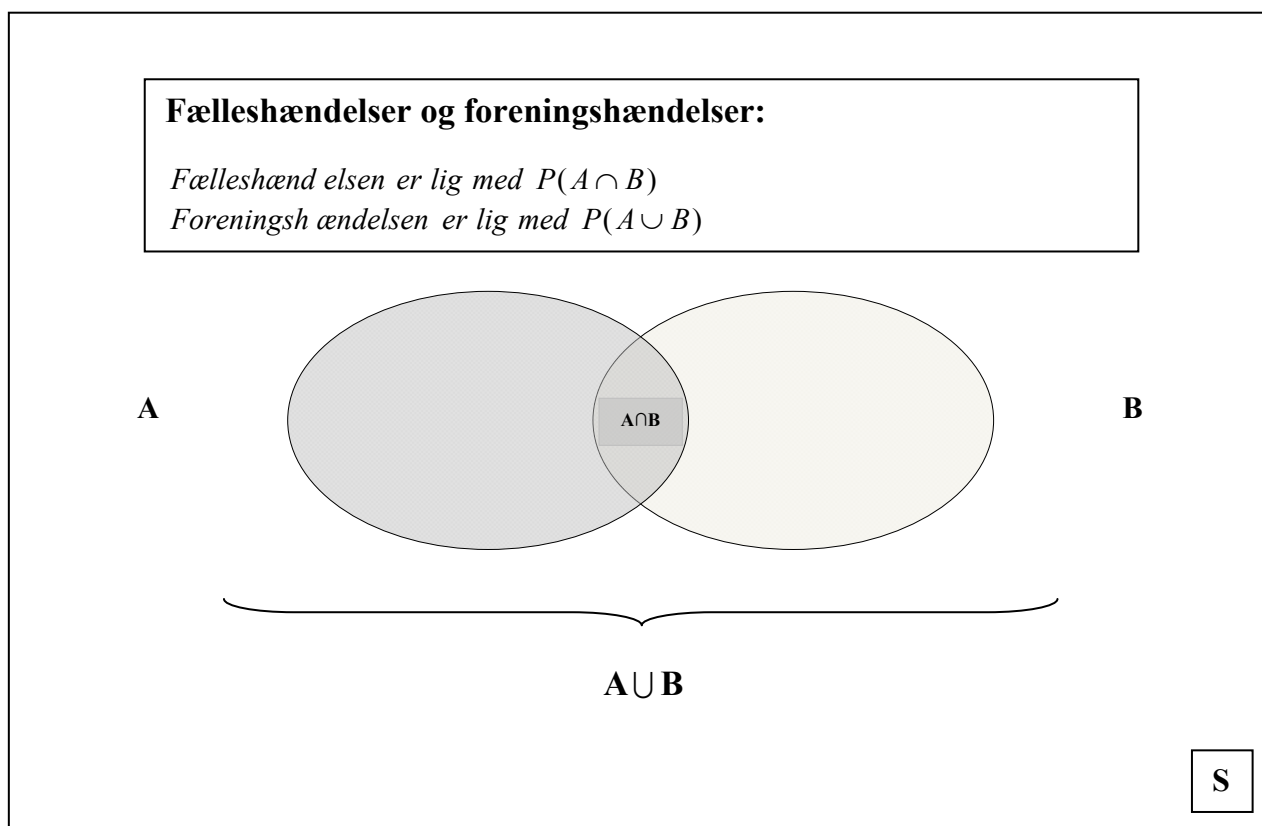 Fælleshændelser og foreningshændelser:
Fælleshænd elsen er lig med P(A∩B)
Foreningsh ændelsen er lig med P(A∪B)
A
A∩B
B
A∪B
S